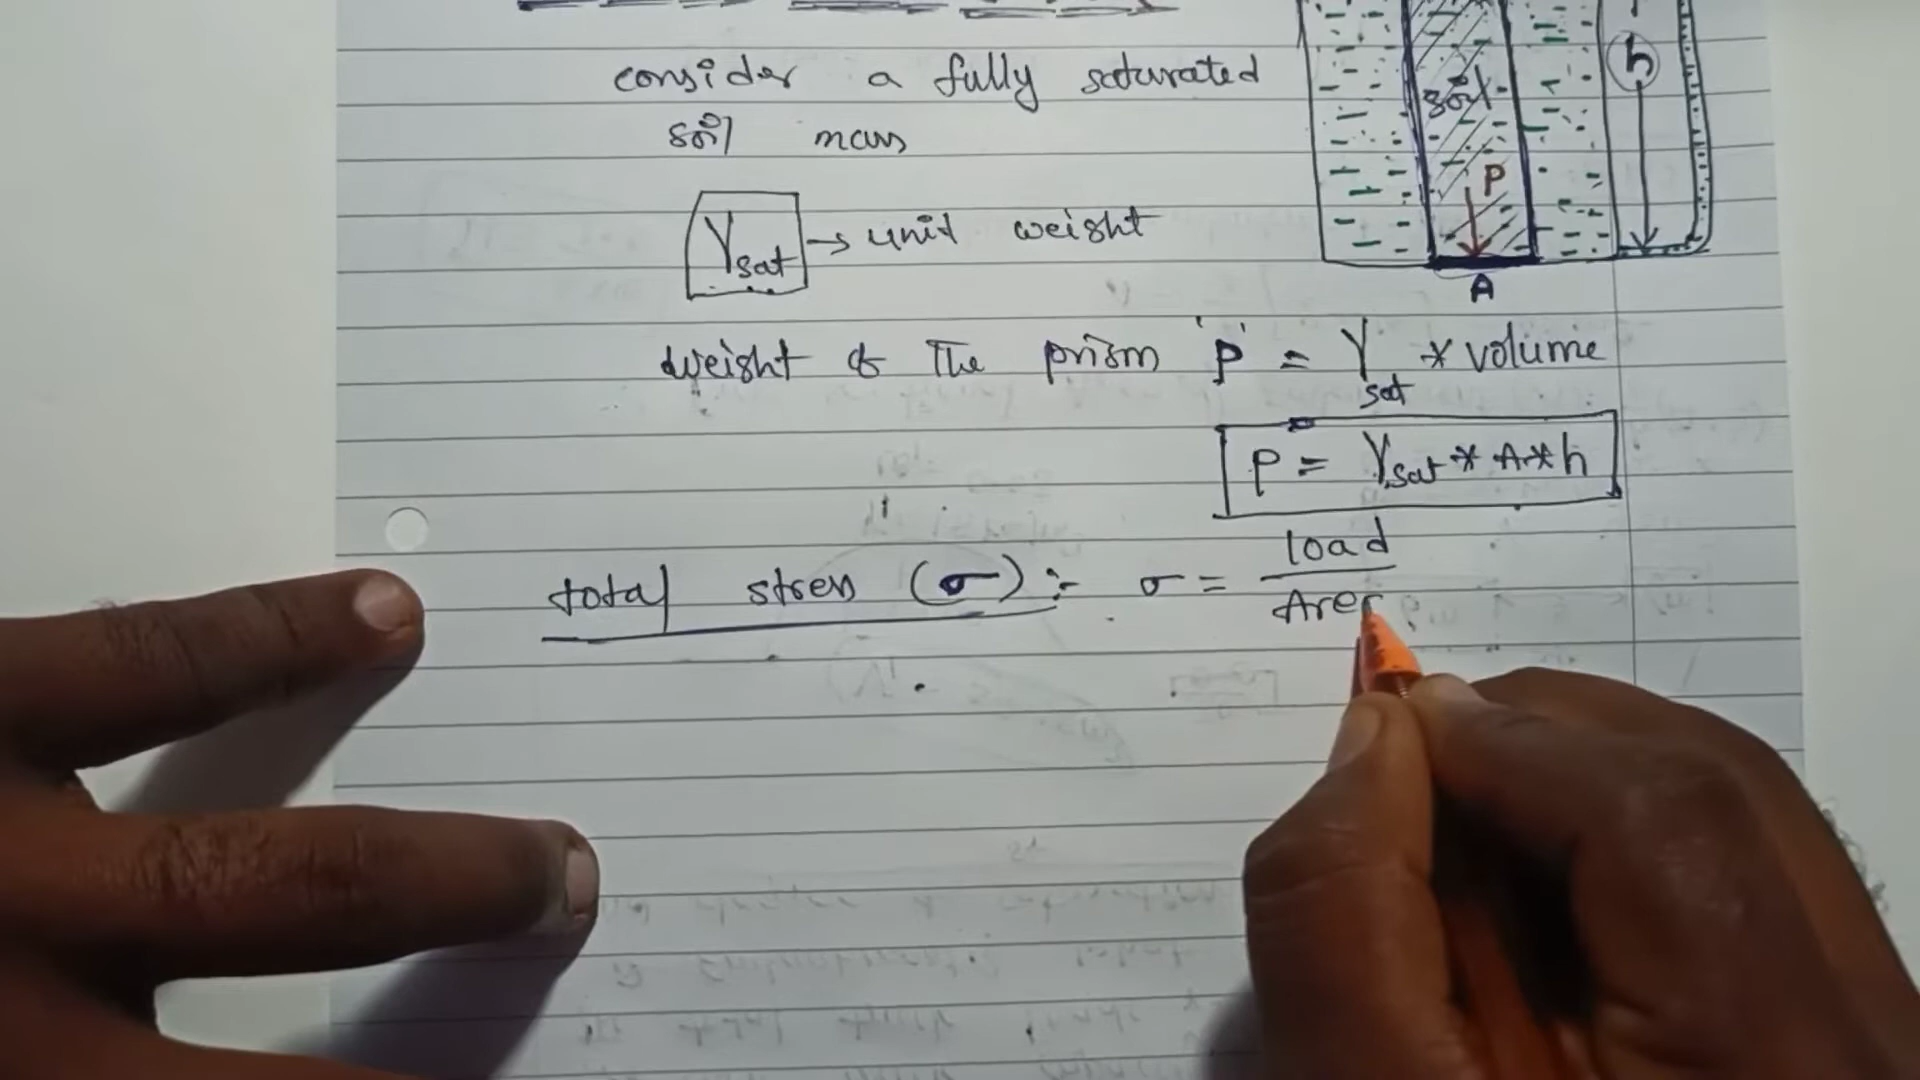 consider a fully saturated
soil mass
γsat → unit weight
soil
h
P
A
weight of the prism 'P' = γsat * volume
P = γsat * A * h
total stress (σ) :- σ = load
Area